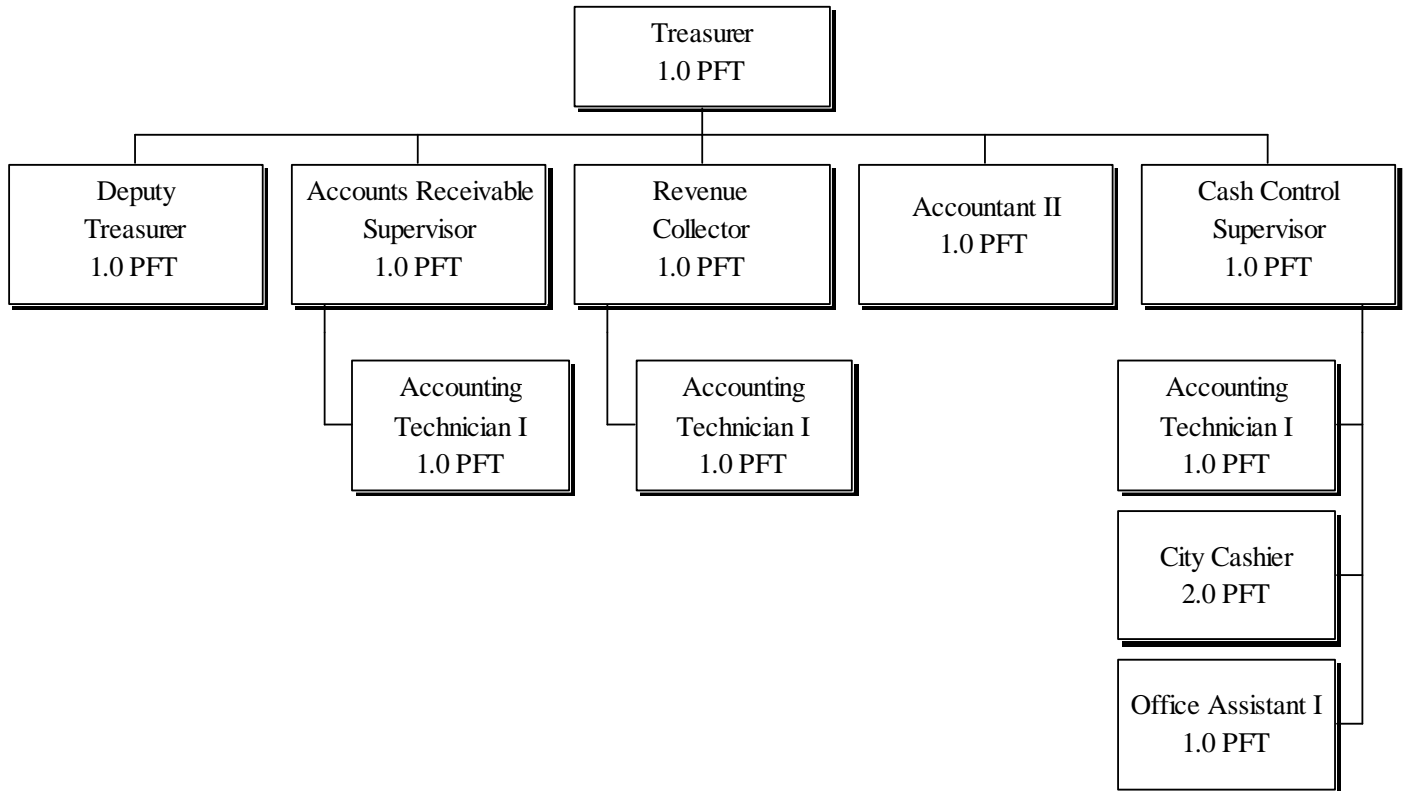 Treasurer
1.0 PFT
Deputy
Treasurer
1.0 PFT
Accounts Receivable
Supervisor
1.0 PFT
Revenue
Collector
1.0 PFT
Accountant II
1.0 PFT
Cash Control
Supervisor
1.0 PFT
Accounting
Technician I
1.0 PFT
Accounting
Technician I
1.0 PFT
Accounting
Technician I
1.0 PFT
City Cashier
2.0 PFT
Office Assistant I
1.0 PFT